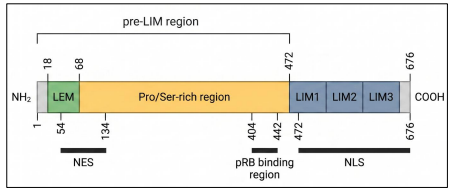 pre-LIM region
18 68 472 676
NH₂ LEM Pro/Ser-rich region LIM1 LIM2 LIM3 COOH
1 54 134 404 442 472 676
NES pRB binding region NLS